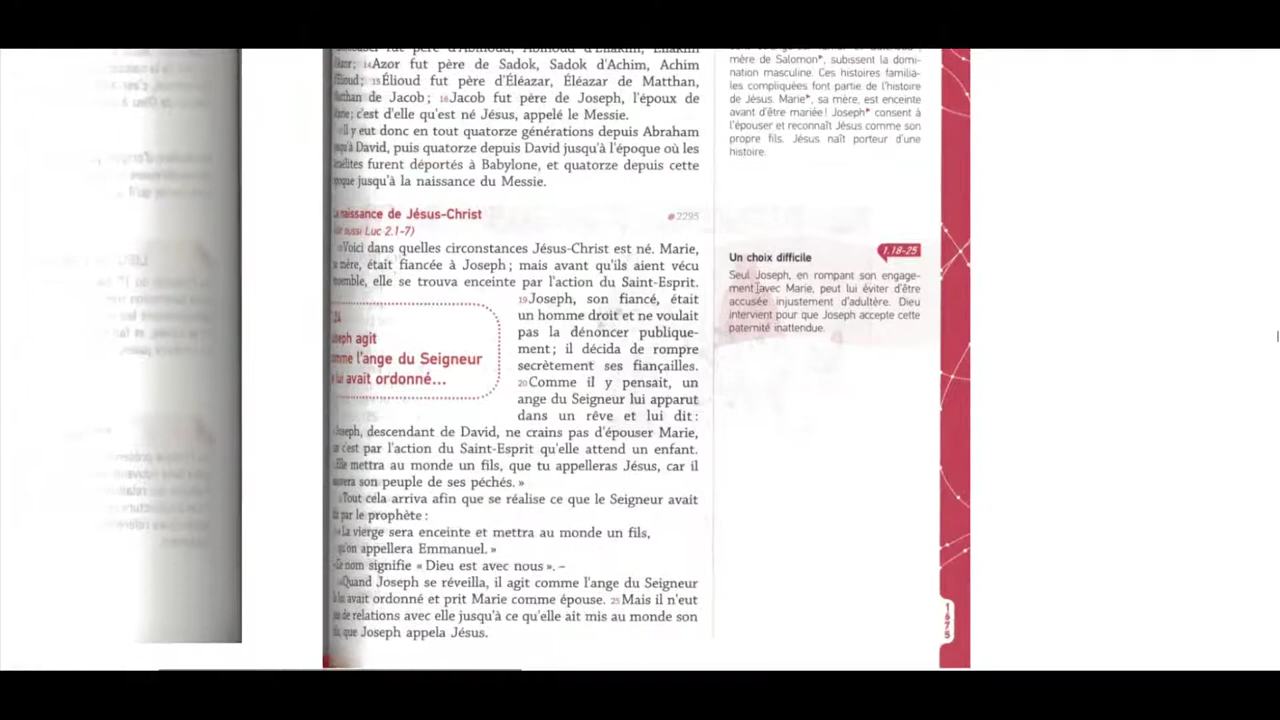 Azor fut père de Sadok, Sadok d'Achim, Achim
Élioud fut père d'Éléazar, Éléazar de Matthan,
de Jacob ; 16Jacob fut père de Joseph, l'époux de
c'est d'elle qu'est né Jésus, appelé le Messie.
y eut donc en tout quatorze générations depuis Abraham
David, puis quatorze depuis David jusqu'à l'époque où les
furent déportés à Babylone, et quatorze depuis cette
jusqu'à la naissance du Messie.
naissance de Jésus-Christ
2295
aussi Luc 2.1-7)
Voici dans quelles circonstances Jésus-Christ est né. Marie,
mère, était fiancée à Joseph ; mais avant qu'ils aient vécu
elle se trouva enceinte par l'action du Saint-Esprit.
19Joseph, son fiancé, était
un homme droit et ne voulait
pas la dénoncer publique-
ment ; il décida de rompre
secrètement ses fiançailles.
20Comme il y pensait, un
ange du Seigneur lui apparut
dans un rêve et lui dit :
agit
l'ange du Seigneur
lui avait ordonné...
descendant de David, ne crains pas d'épouser Marie,
c'est par l'action du Saint-Esprit qu'elle attend un enfant.
mettra au monde un fils, que tu appelleras Jésus, car il
son peuple de ses péchés. »
Tout cela arriva afin que se réalise ce que le Seigneur avait
par le prophète :
La vierge sera enceinte et mettra au monde un fils,
qu'on appellera Emmanuel. »
nom signifie « Dieu est avec nous ». –
Quand Joseph se réveilla, il agit comme l'ange du Seigneur
avait ordonné et prit Marie comme épouse. 25Mais il n'eut
de relations avec elle jusqu'à ce qu'elle ait mis au monde son
que Joseph appela Jésus.
mère de Salomon*, subissent la domi-
nation masculine. Ces histoires familia-
les compliquées font partie de l'histoire
de Jésus. Marie*, sa mère, est enceinte
avant d'être mariée! Joseph* consent à
l'épouser et reconnaît Jésus comme son
propre fils. Jésus naît porteur d'une
histoire.
1.18-25
Un choix difficile
Seul Joseph, en rompant son engage-
ment avec Marie, peut lui éviter d'être
accusée injustement d'adultère. Dieu
intervient pour que Joseph accepte cette
paternité inattendue.
1675